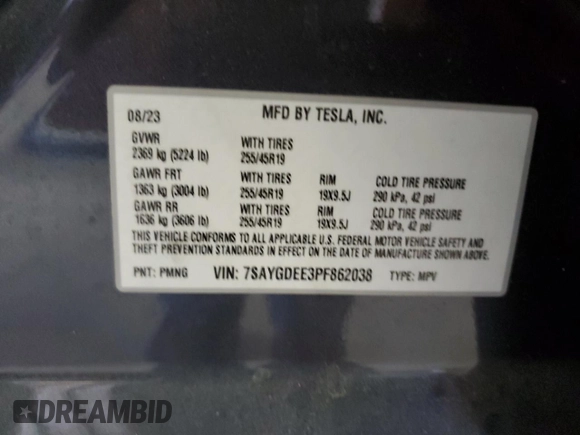 08/23 MFD BY TESLA, INC.
GVWR WITH TIRES
2369 kg (5224 lb) 255/45R19
GAWR FRT WITH TIRES RIM COLD TIRE PRESSURE
1363 kg (3004 lb) 255/45R19 19X9.5J 290 kPa, 42 psi
GAWR RR WITH TIRES RIM COLD TIRE PRESSURE
1636 kg (3606 lb) 255/45R19 19X9.5J 290 kPa, 42 psi
THIS VEHICLE CONFORMS TO ALL APPLICABLE U.S. FEDERAL MOTOR VEHICLE SAFETY AND
THEFT PREVENTION STANDARDS IN EFFECT ON THE DATE OF MANUFACTURE SHOWN ABOVE.
PNT: PMNG VIN: 7SAYGDEE3PF862038 TYPE: MPV
DREAMBID